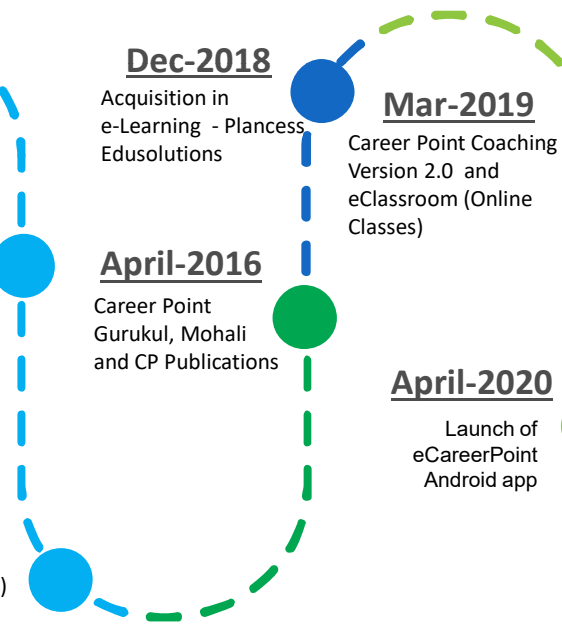 Dec-2018
Acquisition in
e-Learning - Plancess
Edusolutions
Mar-2019
Career Point Coaching
Version 2.0 and
eClassroom (Online
Classes)
April-2016
Career Point
Gurukul, Mohali
and CP Publications
April-2020
Launch of
eCareerPoint
Android app
)